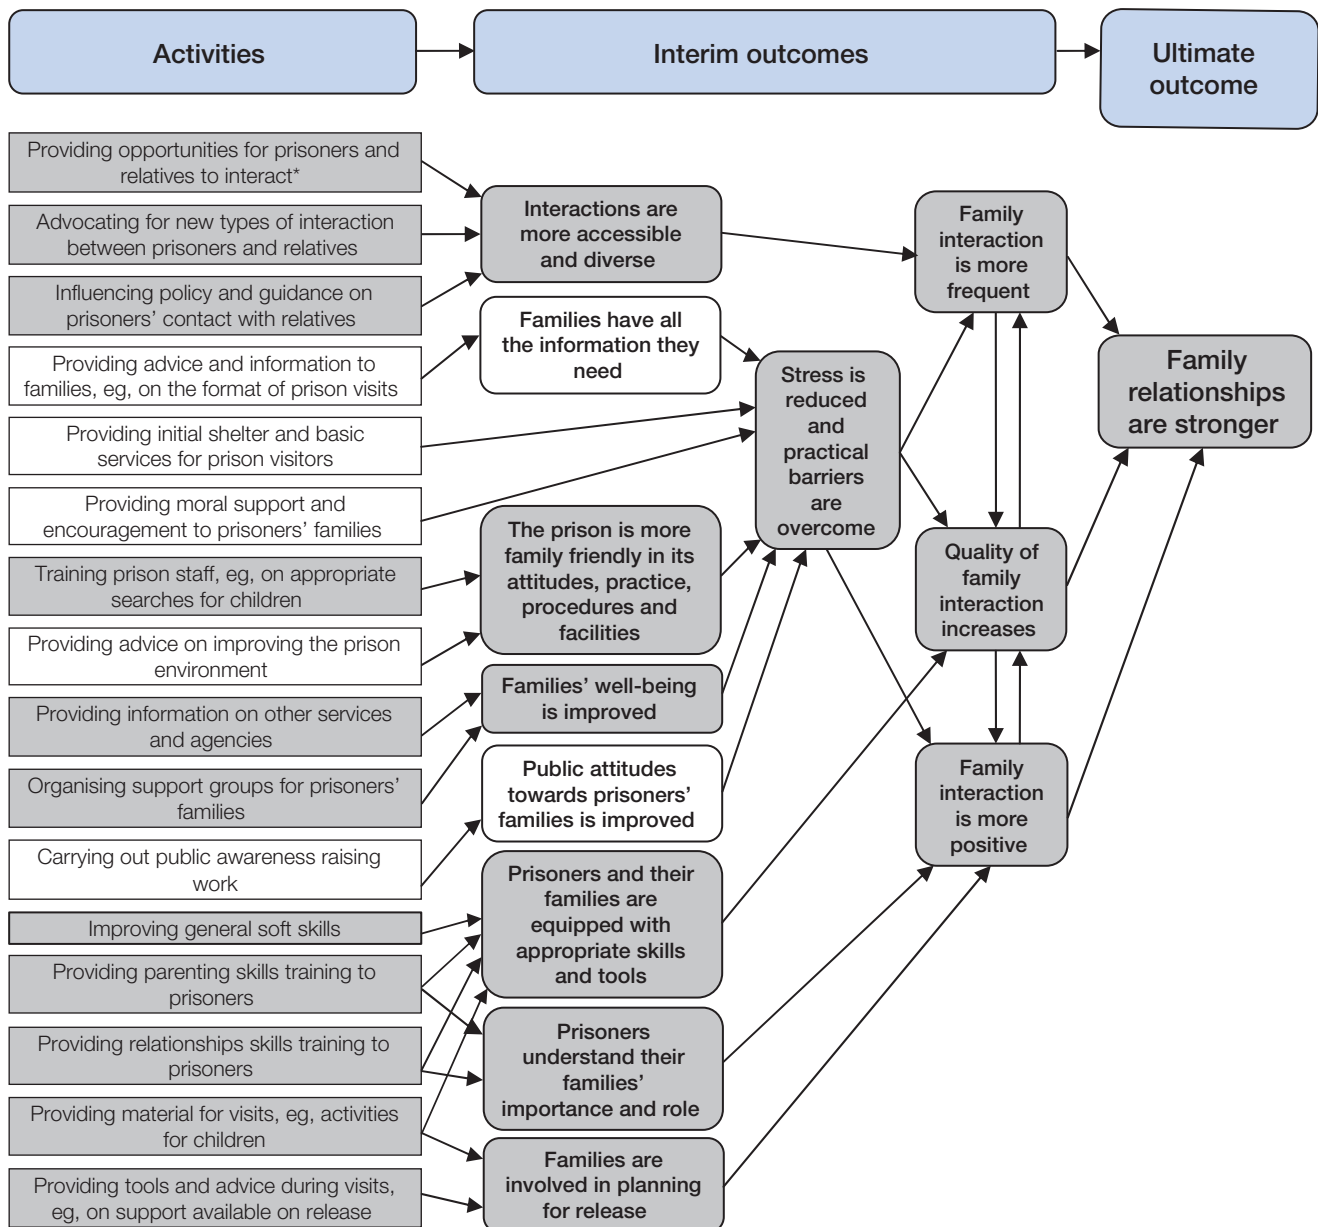 Activities
Interim outcomes
Ultimate
outcome
Providing opportunities for prisoners and
relatives to interact*
Advocating for new types of interaction
between prisoners and relatives
Influencing policy and guidance on
prisoners’ contact with relatives
Providing advice and information to
families, eg, on the format of prison visits
Providing initial shelter and basic
services for prison visitors
Providing moral support and
encouragement to prisoners’ families
Training prison staff, eg, on appropriate
searches for children
Providing advice on improving the prison
environment
Providing information on other services
and agencies
Organising support groups for prisoners’
families
Carrying out public awareness raising
work
Improving general soft skills
Providing parenting skills training to
prisoners
Providing relationships skills training to
prisoners
Providing material for visits, eg, activities
for children
Providing tools and advice during visits,
eg, on support available on release
Interactions are
more accessible
and diverse
Families have all
the information they
need
The prison is more
family friendly in its
attitudes, practice,
procedures and
facilities
Families’ well-being
is improved
Public attitudes
towards prisoners’
families is improved
Prisoners and their
families are
equipped with
appropriate skills
and tools
Prisoners
understand their
families’
importance and role
Families are
involved in planning
for release
Stress is
reduced
and
practical
barriers
are
overcome
Family
interaction
is more
frequent
Quality of
family
interaction
increases
Family
interaction
is more
positive
Family
relationships
are stronger